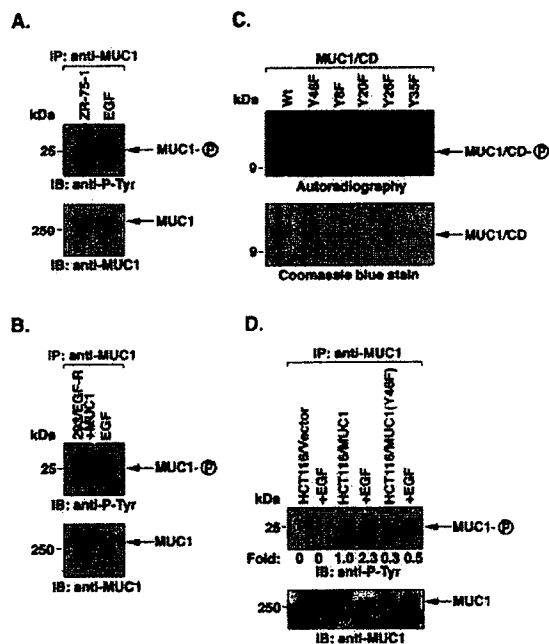 A.
IP: anti-MUC1
ZR-75-1
EGF
kDa
25
MUC1-Ⓟ
IB: anti-P-Tyr
250
MUC1
IB: anti-MUC1
B.
IP: anti-MUC1
293/EGF-R
+MUC1
EGF
kDa
25
MUC1-Ⓟ
IB: anti-P-Tyr
250
MUC1
IB: anti-MUC1
C.
MUC1/CD
Wt
Y46F
Y8F
Y20F
Y26F
Y35F
kDa
9
MUC1/CD-Ⓟ
Autoradiography
9
MUC1/CD
Coomassie blue stain
D.
IP: anti-MUC1
HCT116/Vector
+EGF
HCT116/MUC1
+EGF
HCT116/MUC1(Y46F)
+EGF
kDa
25
MUC1-Ⓟ
Fold: 0 0 1.0 2.3 0.3 0.5
IB: anti-P-Tyr
250
MUC1
IB: anti-MUC1